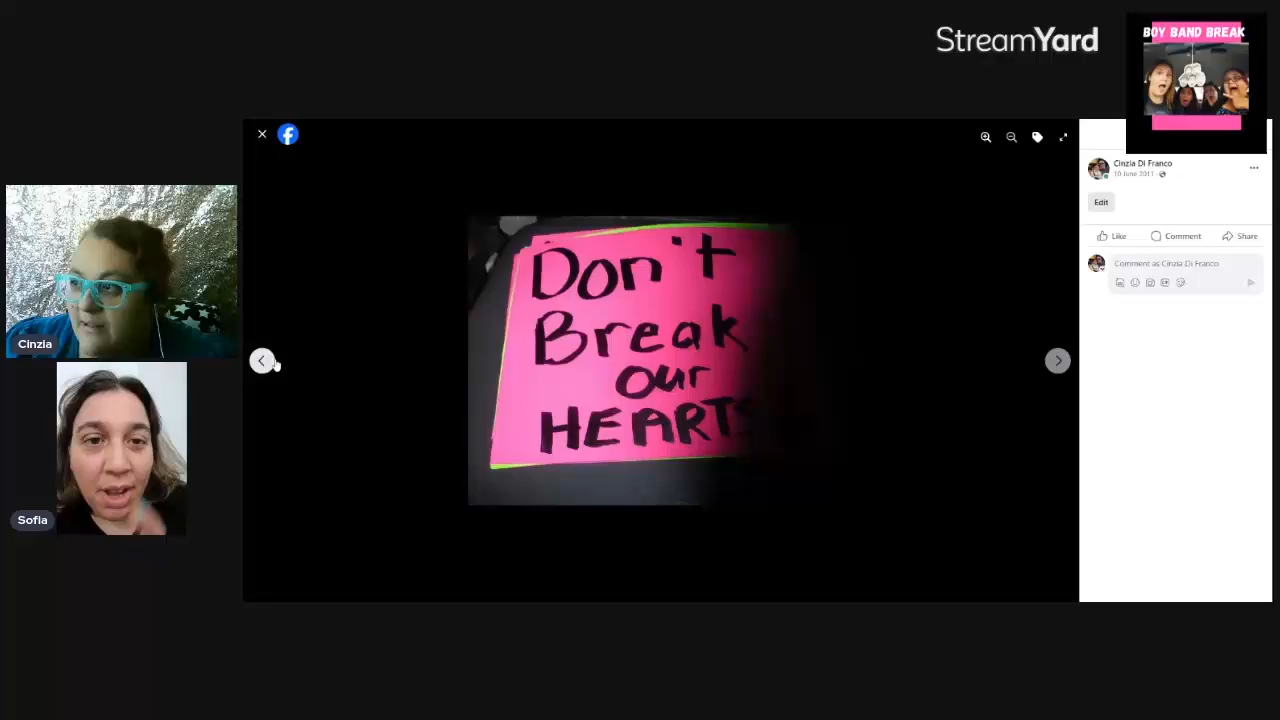 StreamYard
BOY BAND BREAK
Cinzia Di Franco
10 June 2011
Edit
Like Comment Share
Comment as Cinzia Di Franco
Don't
Break
our
HEARTS
Cinzia
Sofia